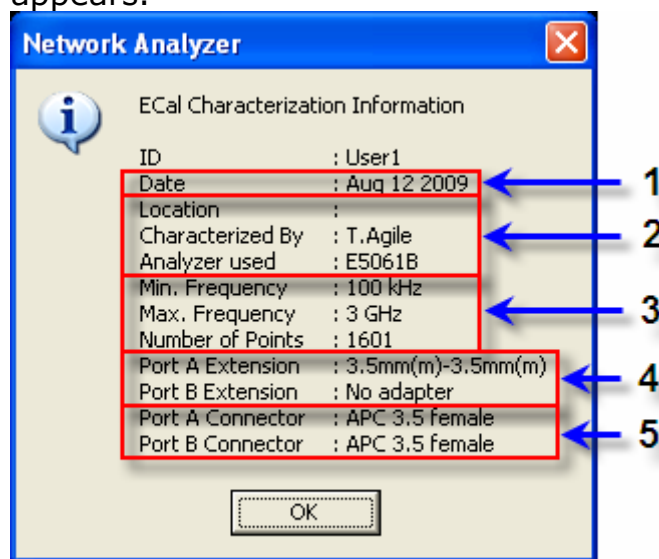 appears.
Network Analyzer
ECal Characterization Information
ID : User1
Date : Aug 12 2009 1
Location :
Characterized By : T.Agile 2
Analyzer used : E5061B
Min. Frequency : 100 kHz
Max. Frequency : 3 GHz 3
Number of Points : 1601
Port A Extension : 3.5mm(m)-3.5mm(m) 4
Port B Extension : No adapter
Port A Connector : APC 3.5 female 5
Port B Connector : APC 3.5 female
OK